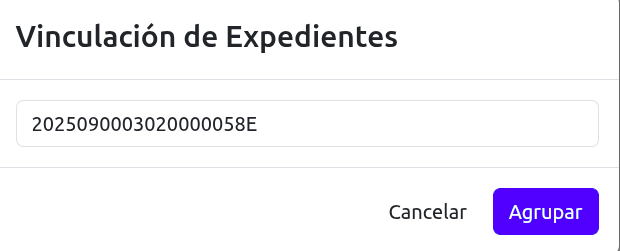 Vinculación de Expedientes
2025090003020000058E
Cancelar
Agrupar